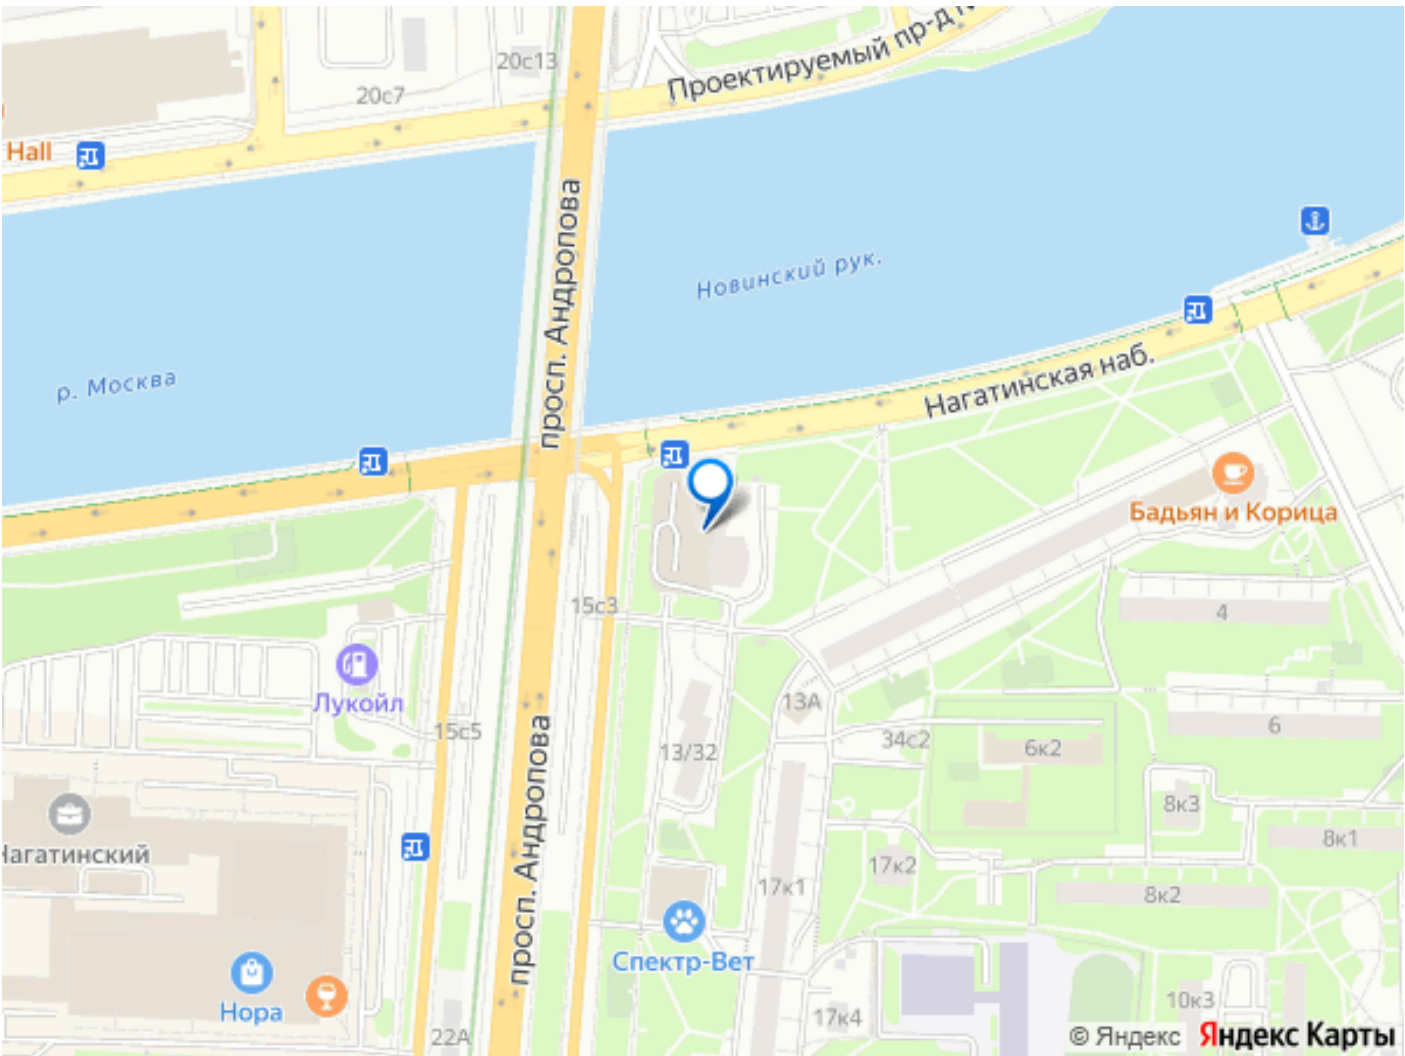 20с13
20с7
Проектируемый пр-д
Hall
просп. Андропова
Новинский рук.
р. Москва
Нагатинская наб.
Бадьян и Корица
15с3
4
Лукойл
13А
15с5
34с2
6
13/32
6к2
8к3
Нагатинский
8к1
17к2
17к1
8к2
просп. Андропова
Спектр-Вет
Нора
10к3
17к4
22А
© Яндекс Яндекс Карты